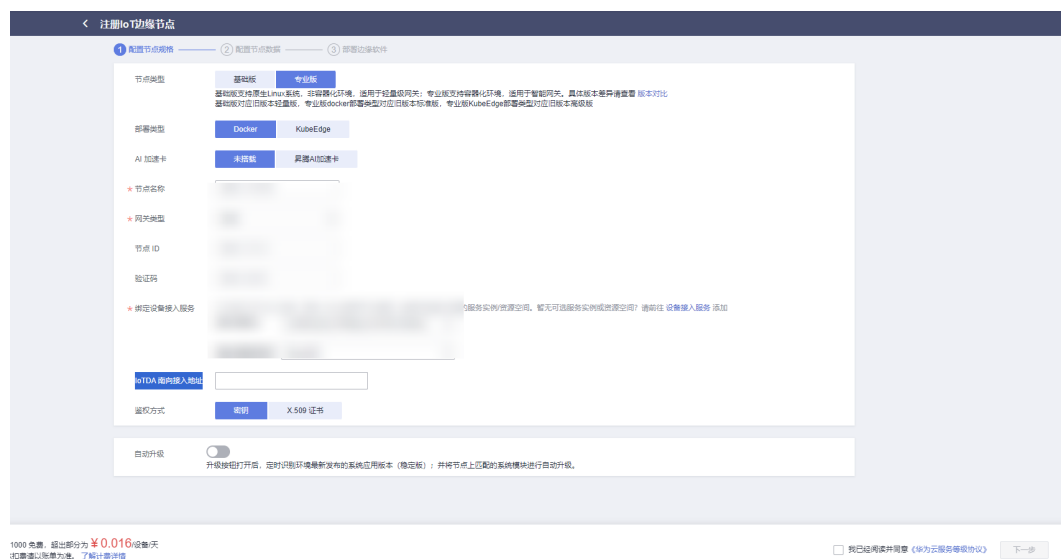 注册IoT边缘节点
1 配置节点规格 2 配置节点数据 3 部署边缘软件
节点类型 基础版 专业版
基础版支持原生Linux系统，非容器化环境，适用于轻量级网关；专业版支持容器化环境，适用于智能网关。具体版本差异请查看 版本对比
基础版对应旧版本轻量版，专业版docker部署类型对应旧版本标准版，专业版KubeEdge部署类型对应旧版本高级版
部署类型 Docker KubeEdge
AI 加速卡 未搭载 昇腾AI加速卡
* 节点名称
* 网关类型
节点 ID
验证码
* 绑定设备接入服务 的服务实例/资源空间。暂无可选服务实例或资源空间？请前往 设备接入服务 添加
IoTDA 南向接入地址
鉴权方式 密钥 X.509 证书
自动升级
升级按钮打开后，定时识别环境最新发布的系统应用版本（稳定版）；并将节点上匹配的系统模块进行自动升级。
1000 免费，超出部分为 ￥0.016/设备/天
扣费请以账单为准。 了解计费详情
我已经阅读并同意《华为云服务等级协议》 下一步